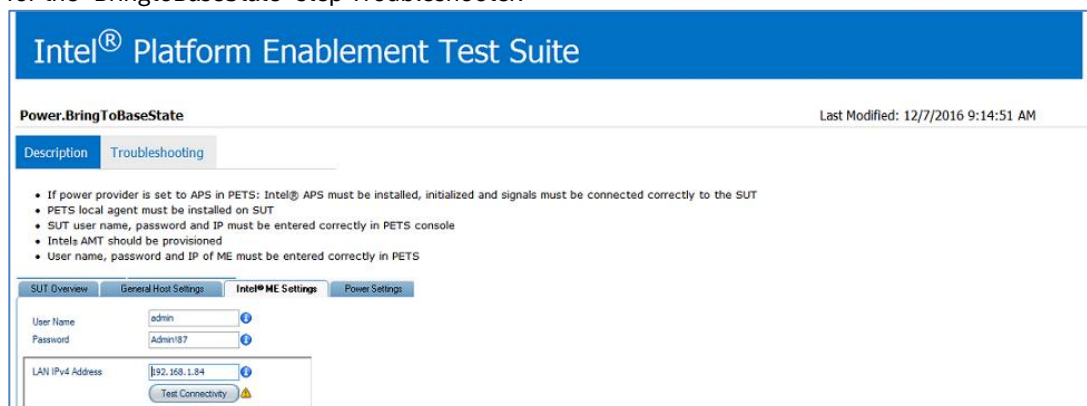 for the "BringtoBaseState" step Troubleshooter:
Intel® Platform Enablement Test Suite
Power.BringToBaseState Last Modified: 12/7/2016 9:14:51 AM
Description Troubleshooting
• If power provider is set to APS in PETS: Intel® APS must be installed, initialized and signals must be connected correctly to the SUT
• PETS local agent must be installed on SUT
• SUT user name, password and IP must be entered correctly in PETS console
• Intel® AMT should be provisioned
• User name, password and IP of ME must be entered correctly in PETS
SUT Overview General Host Settings Intel® ME Settings Power Settings
User Name admin
Password Admin!87
LAN IPv4 Address 192.168.1.84
Test Connectivity